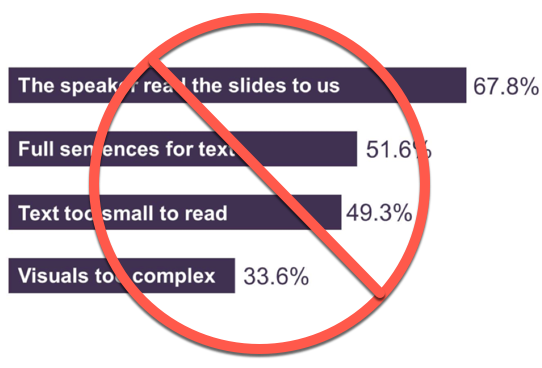 The speaker read the slides to us 67.8%
Full sentences for text 51.6%
Text too small to read 49.3%
Visuals too complex 33.6%